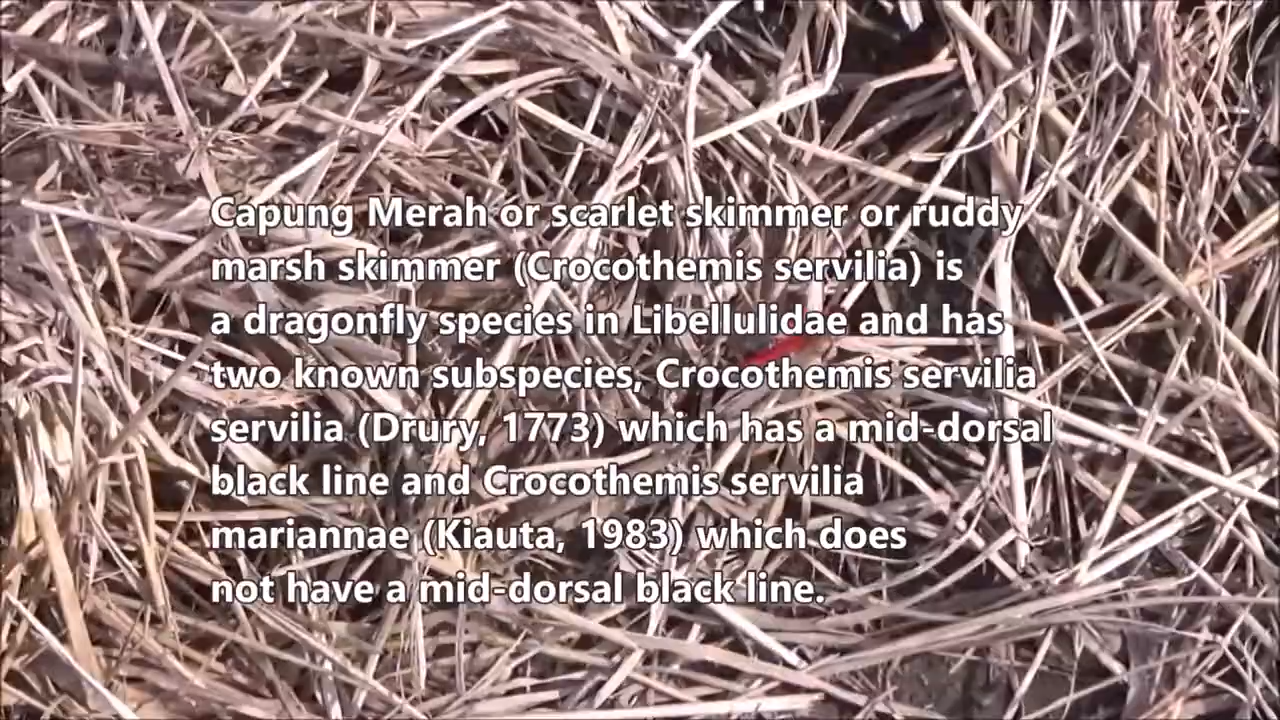 Capung Merah or scarlet skimmer or ruddy
marsh skimmer (Crocothemis servilia) is
a dragonfly species in Libellulidae and has
two known subspecies, Crocothemis servilia
servilia (Drury, 1773) which has a mid-dorsal
black line and Crocothemis servilia
mariannae (Kiauta, 1983) which does
not have a mid-dorsal black line.